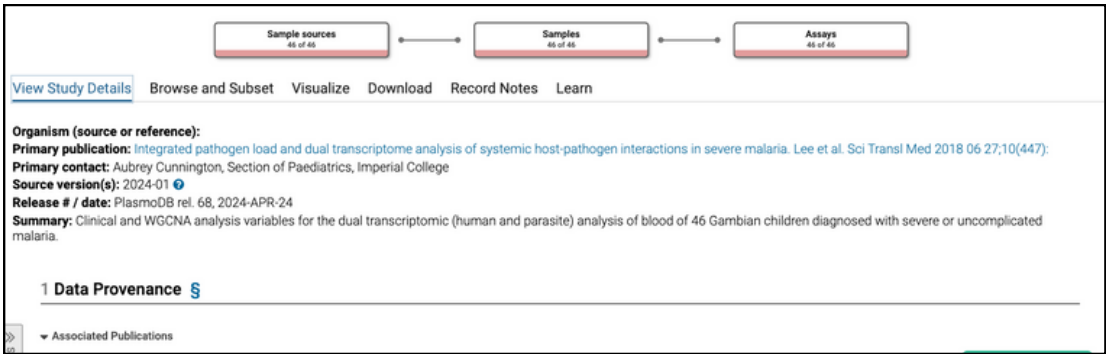 Sample sources
46 of 46
Samples
46 of 46
Assays
46 of 46
View Study Details Browse and Subset Visualize Download Record Notes Learn
Organism (source or reference):
Primary publication: Integrated pathogen load and dual transcriptome analysis of systemic host-pathogen interactions in severe malaria. Lee et al. Sci Transl Med 2018 06 27;10(447):
Primary contact: Aubrey Cunnington, Section of Paediatrics, Imperial College
Source version(s): 2024-01 ?
Release # / date: PlasmoDB rel. 68, 2024-APR-24
Summary: Clinical and WGCNA analysis variables for the dual transcriptomic (human and parasite) analysis of blood of 46 Gambian children diagnosed with severe or uncomplicated
malaria.
1 Data Provenance §
Associated Publications